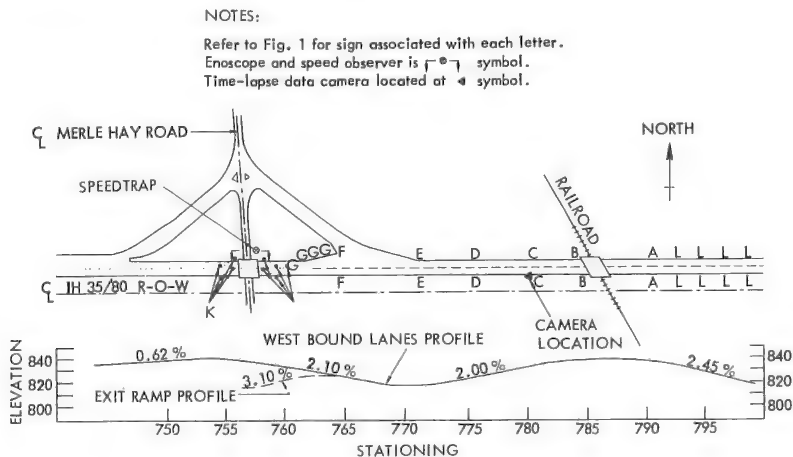 NOTES:
Refer to Fig. 1 for sign associated with each letter.
Enoscope and speed observer is symbol.
Time-lapse data camera located at symbol.
℄ MERLE HAY ROAD
NORTH
SPEEDTRAP
RAILROAD
G G G G F E D C B A L L L L
℄ IH 35/80 R-O-W
F E D C B A L L L L
K
CAMERA
LOCATION
WEST BOUND LANES PROFILE
ELEVATION
840 0.62 % 2.10 % 2.00 % 2.45 % 840
820 3.10 % 820
800 EXIT RAMP PROFILE 800
750 755 760 765 770 775 780 785 790 795
STATIONING